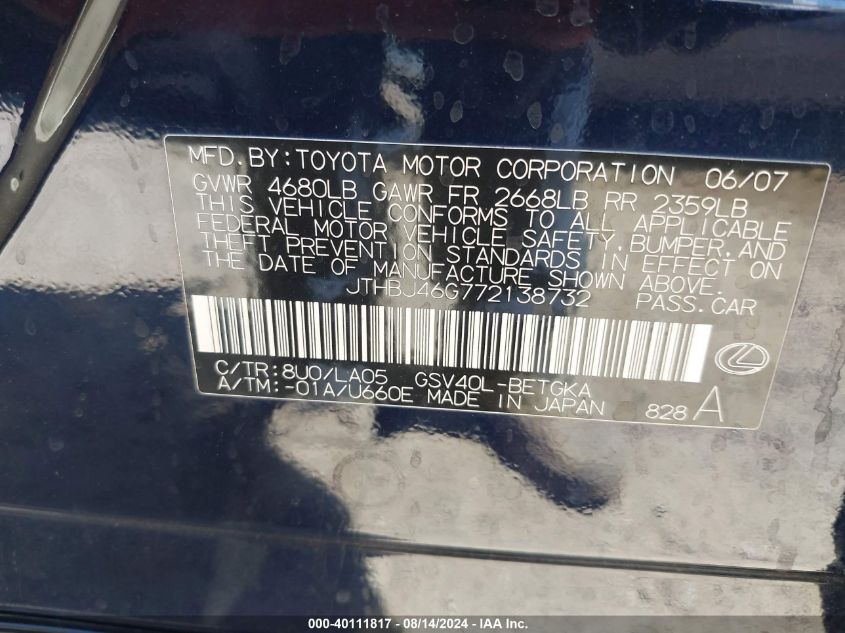 MFD. BY: TOYOTA MOTOR CORPORATION 06/07
GVWR 4680LB GAWR FR 2668LB RR 2359LB
THIS VEHICLE CONFORMS TO ALL APPLICABLE
FEDERAL MOTOR VEHICLE SAFETY, BUMPER, AND
THEFT PREVENTION STANDARDS IN EFFECT ON
THE DATE OF MANUFACTURE SHOWN ABOVE.
JTHBJ46G772138732 PASS. CAR
C/TR: 8U0/LA05 GSV40L-BETGKA
A/TM: -01A/U660E MADE IN JAPAN 828 A
000-40111817 - 08/14/2024 - IAA Inc.